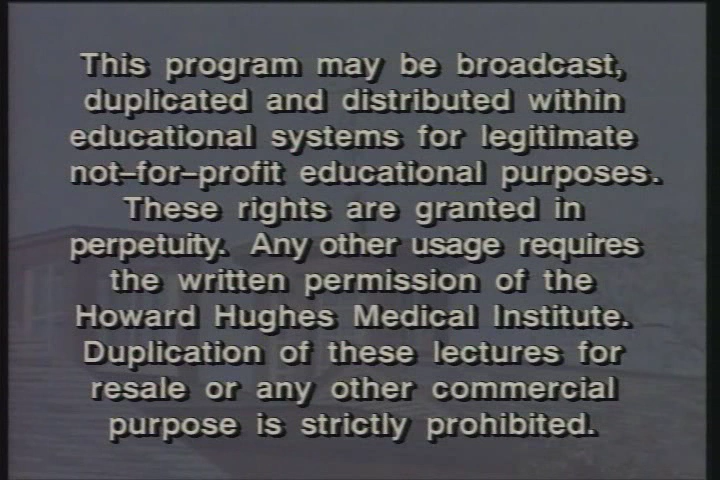 This program may be broadcast,
duplicated and distributed within
educational systems for legitimate
not–for–profit educational purposes.
These rights are granted in
perpetuity. Any other usage requires
the written permission of the
Howard Hughes Medical Institute.
Duplication of these lectures for
resale or any other commercial
purpose is strictly prohibited.